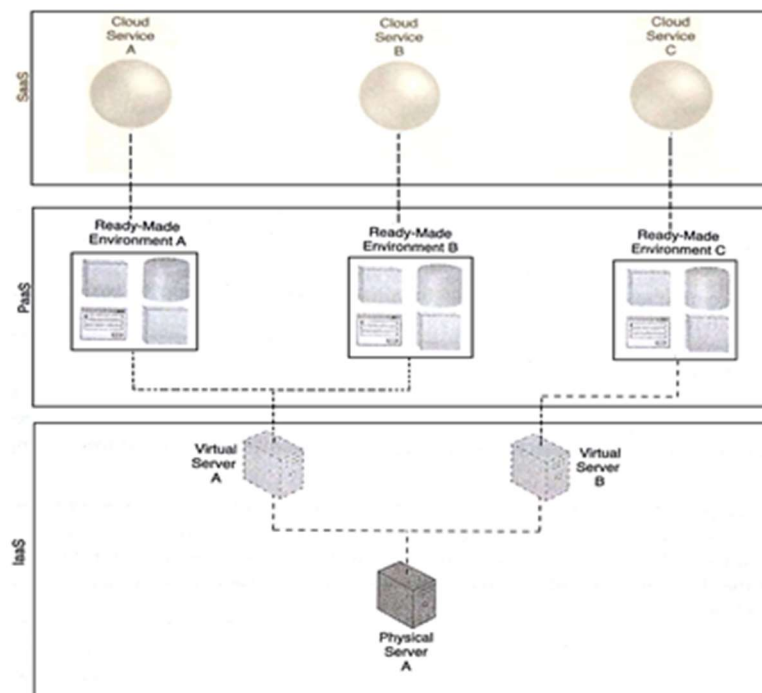 SaaS
Cloud
Service
A
Cloud
Service
B
Cloud
Service
C
PaaS
Ready-Made
Environment A
Ready-Made
Environment B
Ready-Made
Environment C
IaaS
Virtual
Server
A
Virtual
Server
B
Physical
Server
A